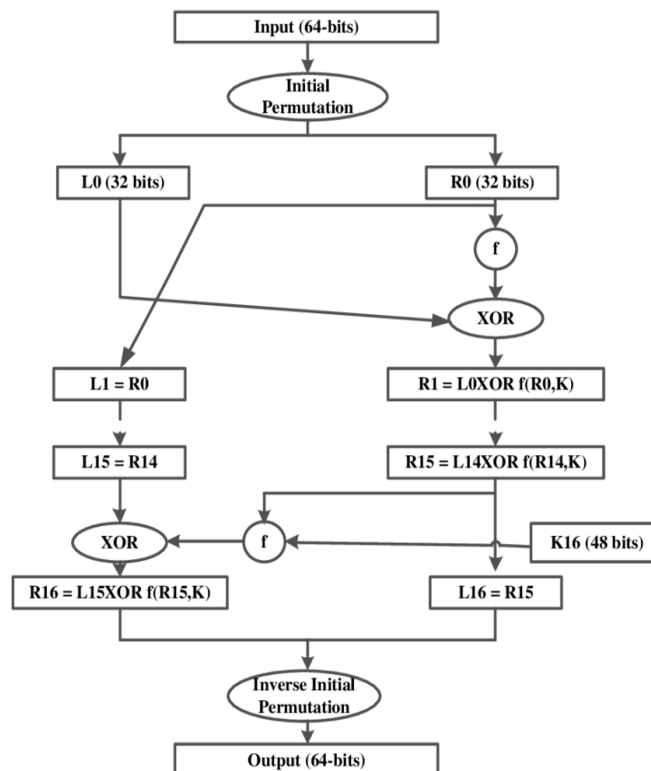 Input (64-bits)
Initial
Permutation
L0 (32 bits)
R0 (32 bits)
f
XOR
L1 = R0
R1 = L0XOR f(R0,K)
L15 = R14
R15 = L14XOR f(R14,K)
XOR
f
K16 (48 bits)
R16 = L15XOR f(R15,K)
L16 = R15
Inverse Initial
Permutation
Output (64-bits)